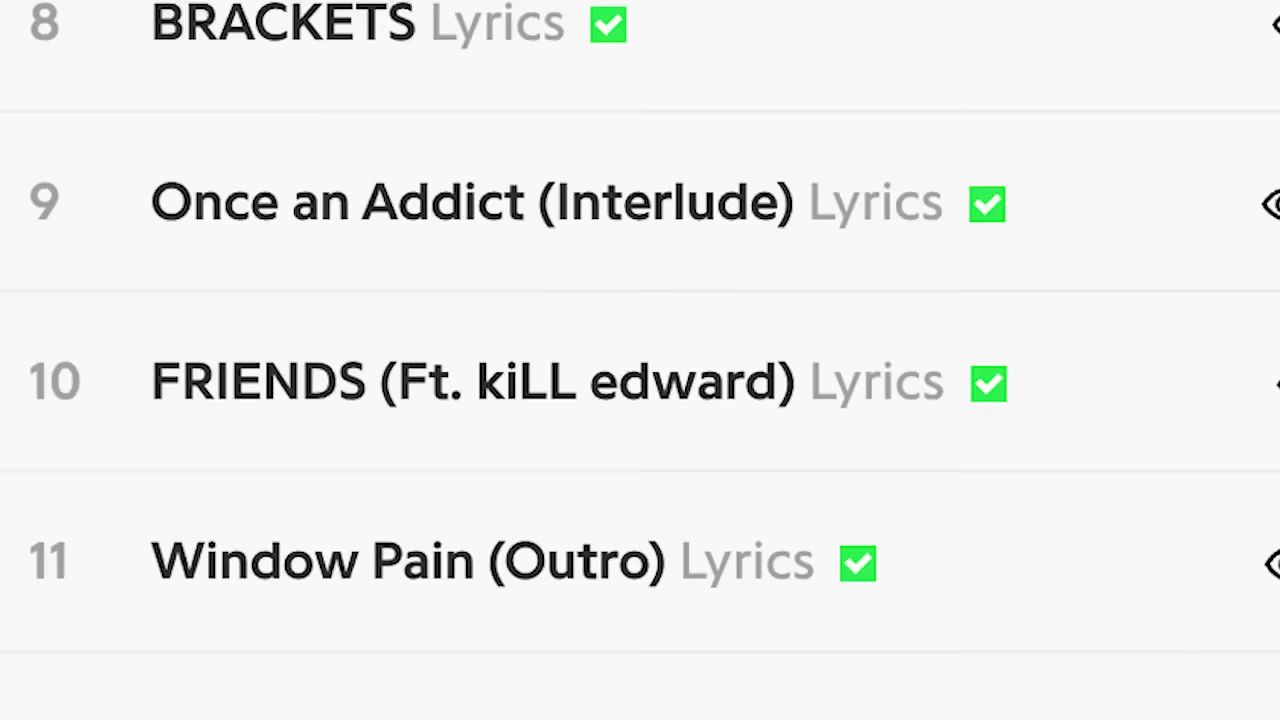 8 BRACKETS Lyrics
9 Once an Addict (Interlude) Lyrics
10 FRIENDS (Ft. kiLL edward) Lyrics
11 Window Pain (Outro) Lyrics